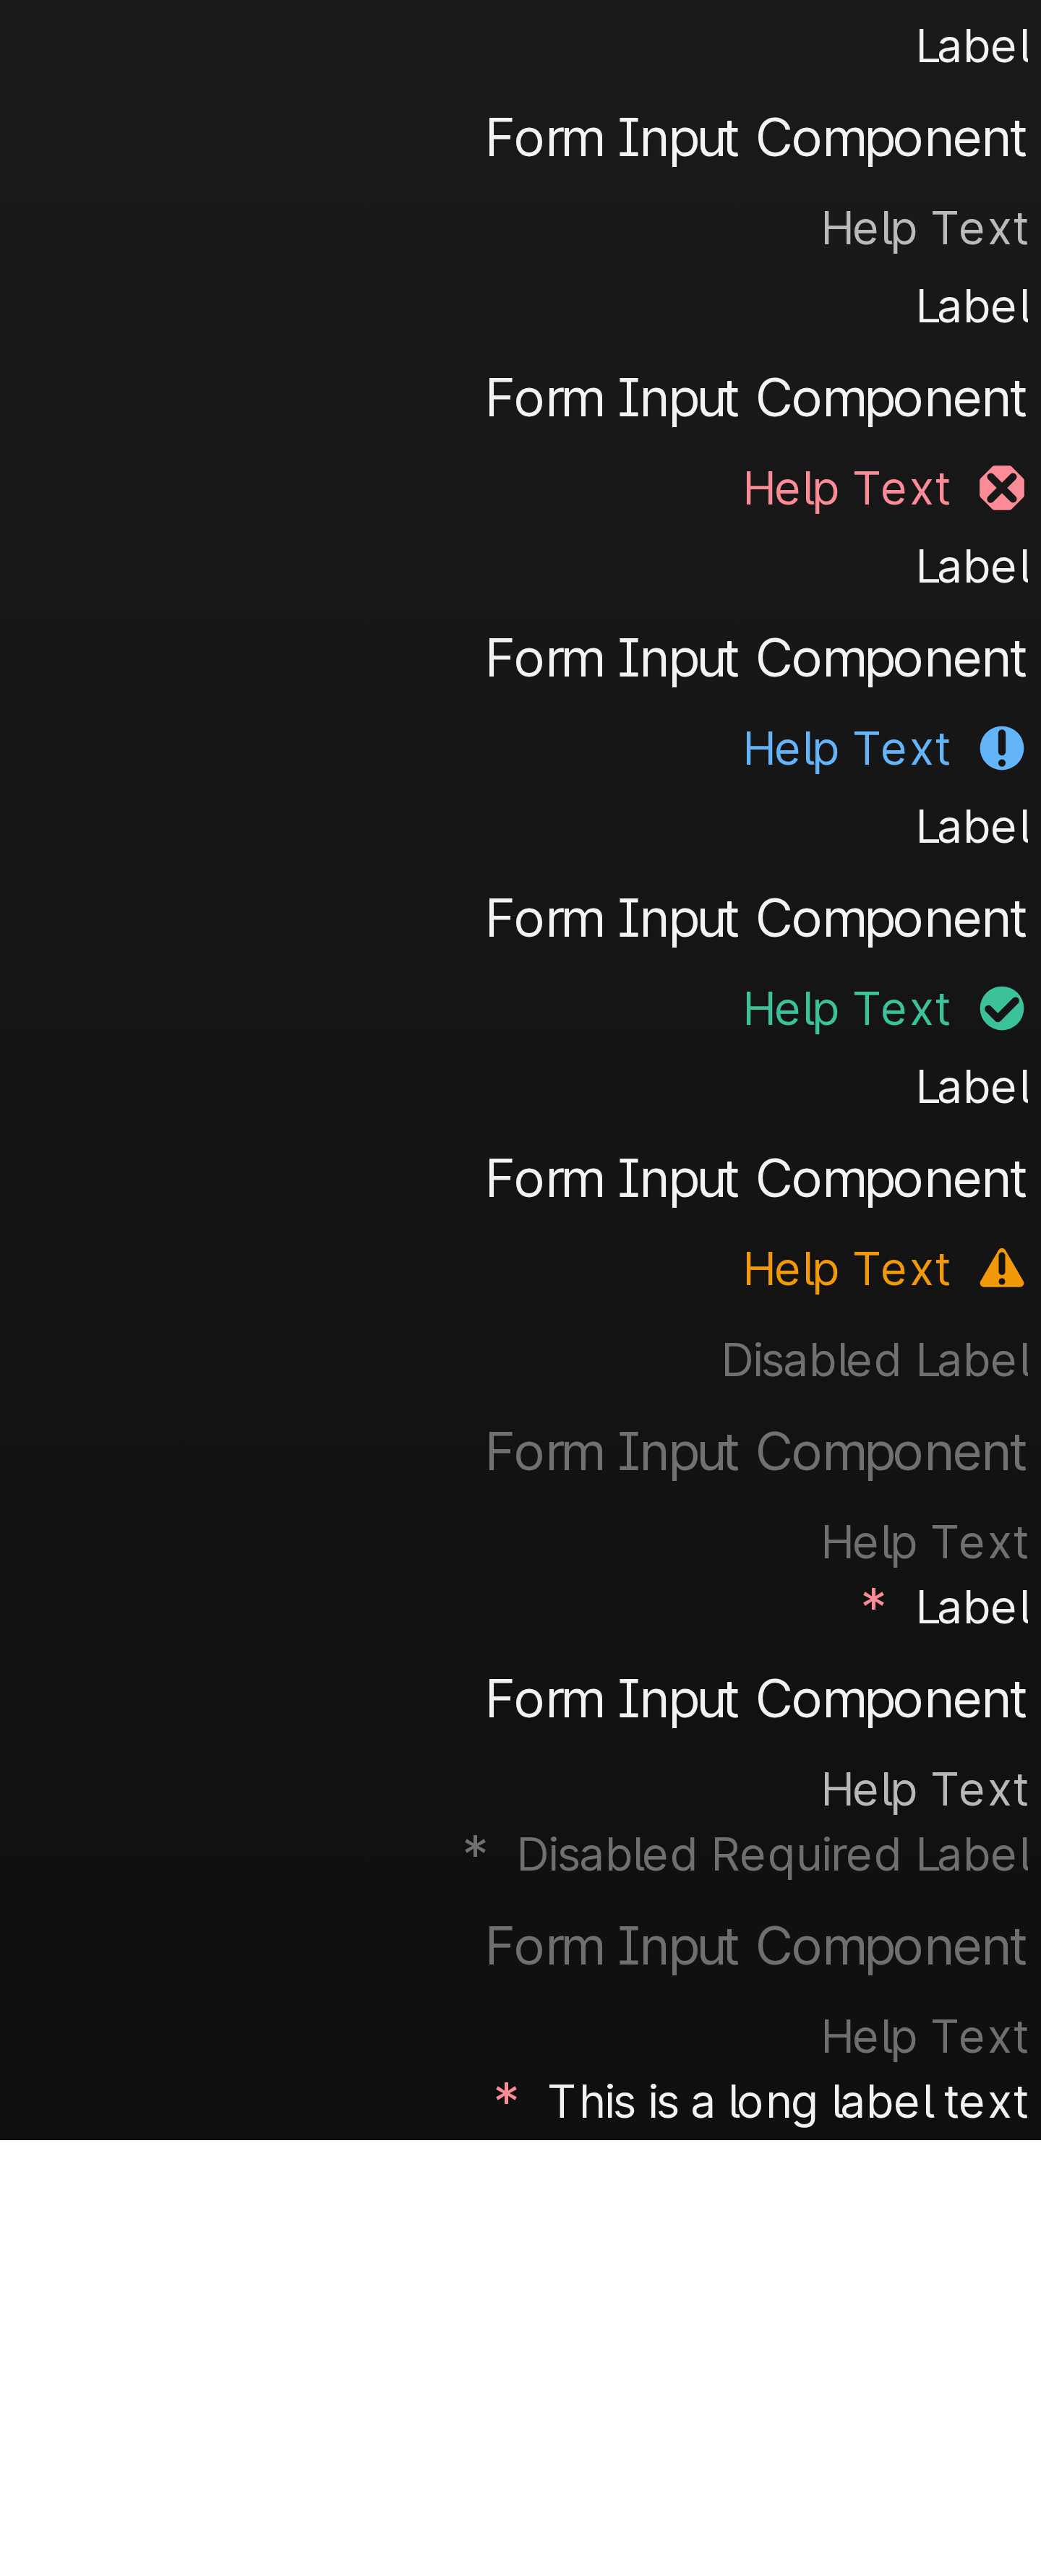 Label
Form Input Component
Help Text
Label
Form Input Component
Help Text
Label
Form Input Component
Help Text
Label
Form Input Component
Help Text
Label
Form Input Component
Help Text
Disabled Label
Form Input Component
Help Text
* Label
Form Input Component
Help Text
* Disabled Required Label
Form Input Component
Help Text
* This is a long label text